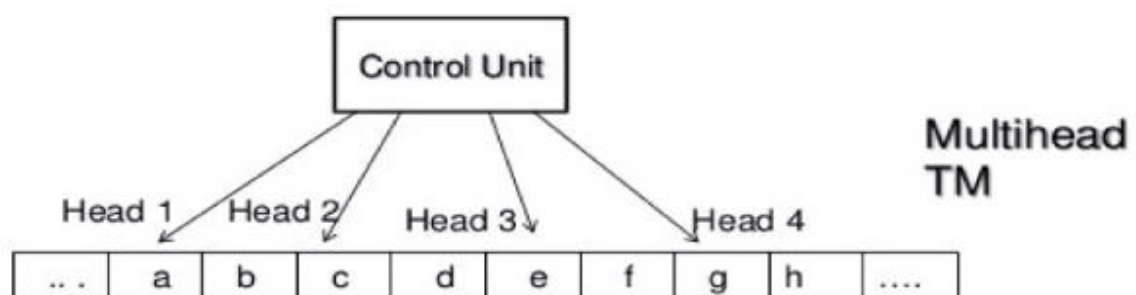 Control Unit
Multihead
TM
Head 1 Head 2 Head 3 Head 4
.. . a b c d e f g h ....